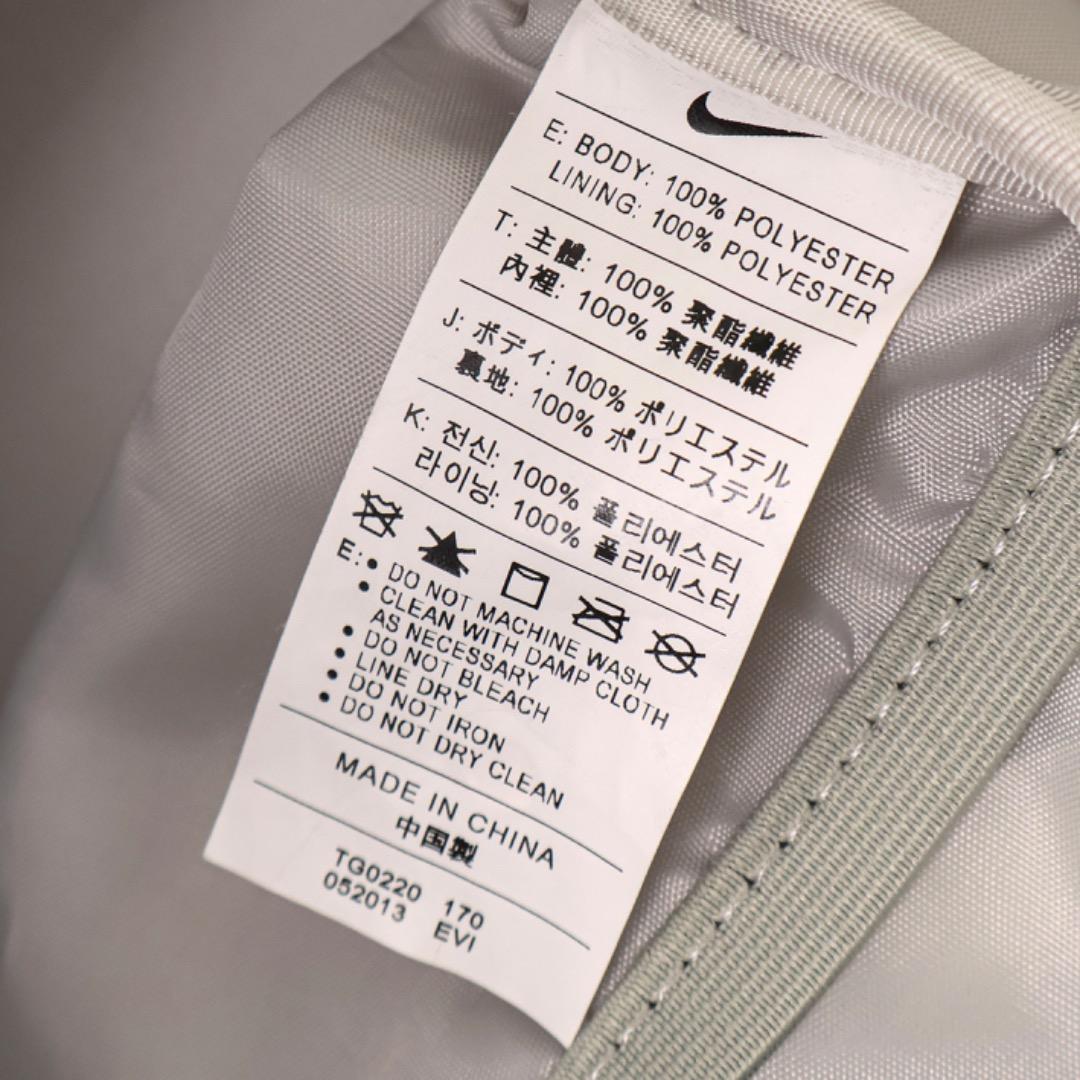 E: BODY: 100% POLYESTER
LINING: 100% POLYESTER
T: 主體: 100% 聚酯纖維
內裡: 100% 聚酯纖維
J: ボディ: 100% ポリエステル
裏地: 100% ポリエステル
K: 전신: 100% 폴리에스터
라이닝: 100% 폴리에스터
E: • DO NOT MACHINE WASH
• CLEAN WITH DAMP CLOTH
AS NECESSARY
• DO NOT BLEACH
• LINE DRY
• DO NOT IRON
• DO NOT DRY CLEAN
MADE IN CHINA
中国製
TG0220 170
052013 EVI